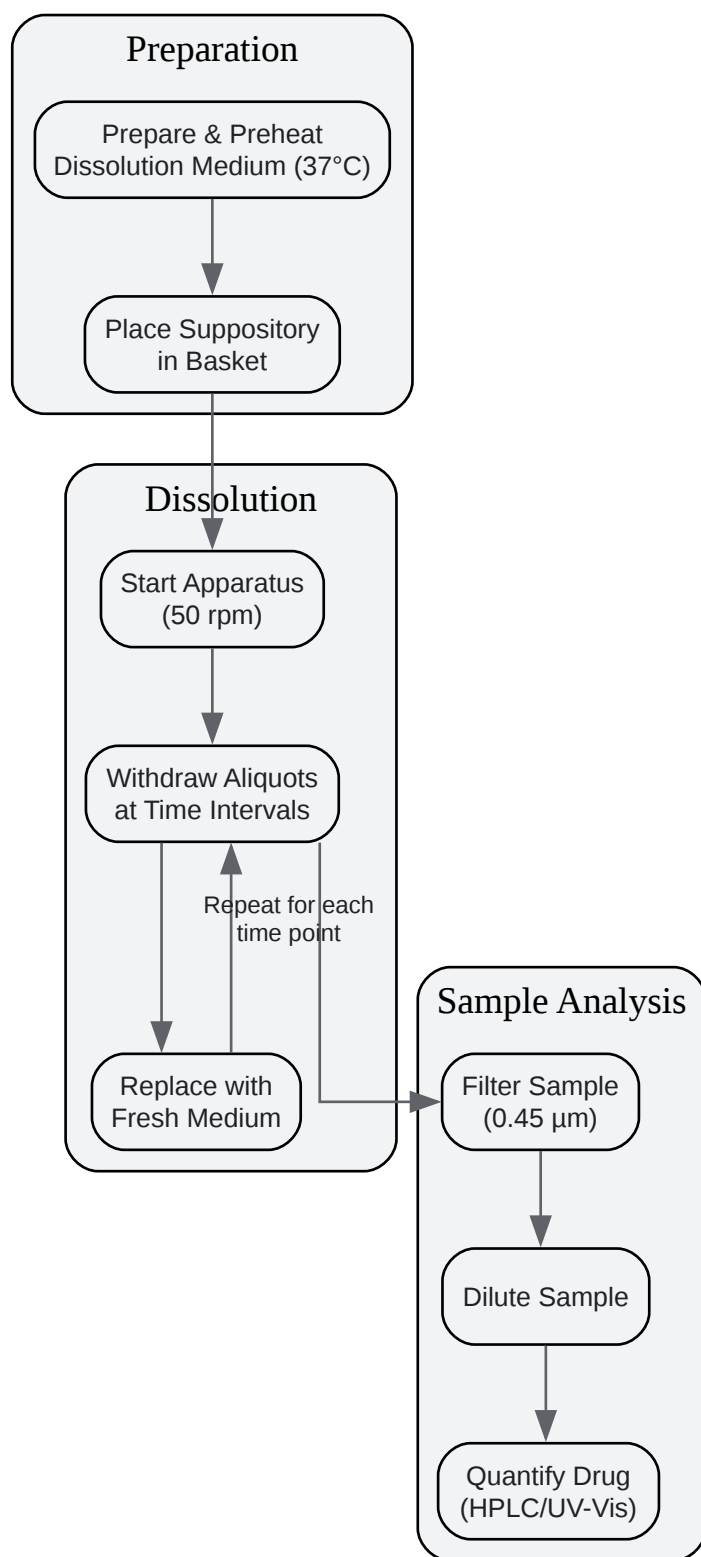 Preparation
Prepare & Preheat
Dissolution Medium (37°C)
Place Suppository
in Basket
Dissolution
Start Apparatus
(50 rpm)
Withdraw Aliquots
at Time Intervals
Repeat for each
time point
Replace with
Fresh Medium
Sample Analysis
Filter Sample
(0.45 µm)
Dilute Sample
Quantify Drug
(HPLC/UV-Vis)